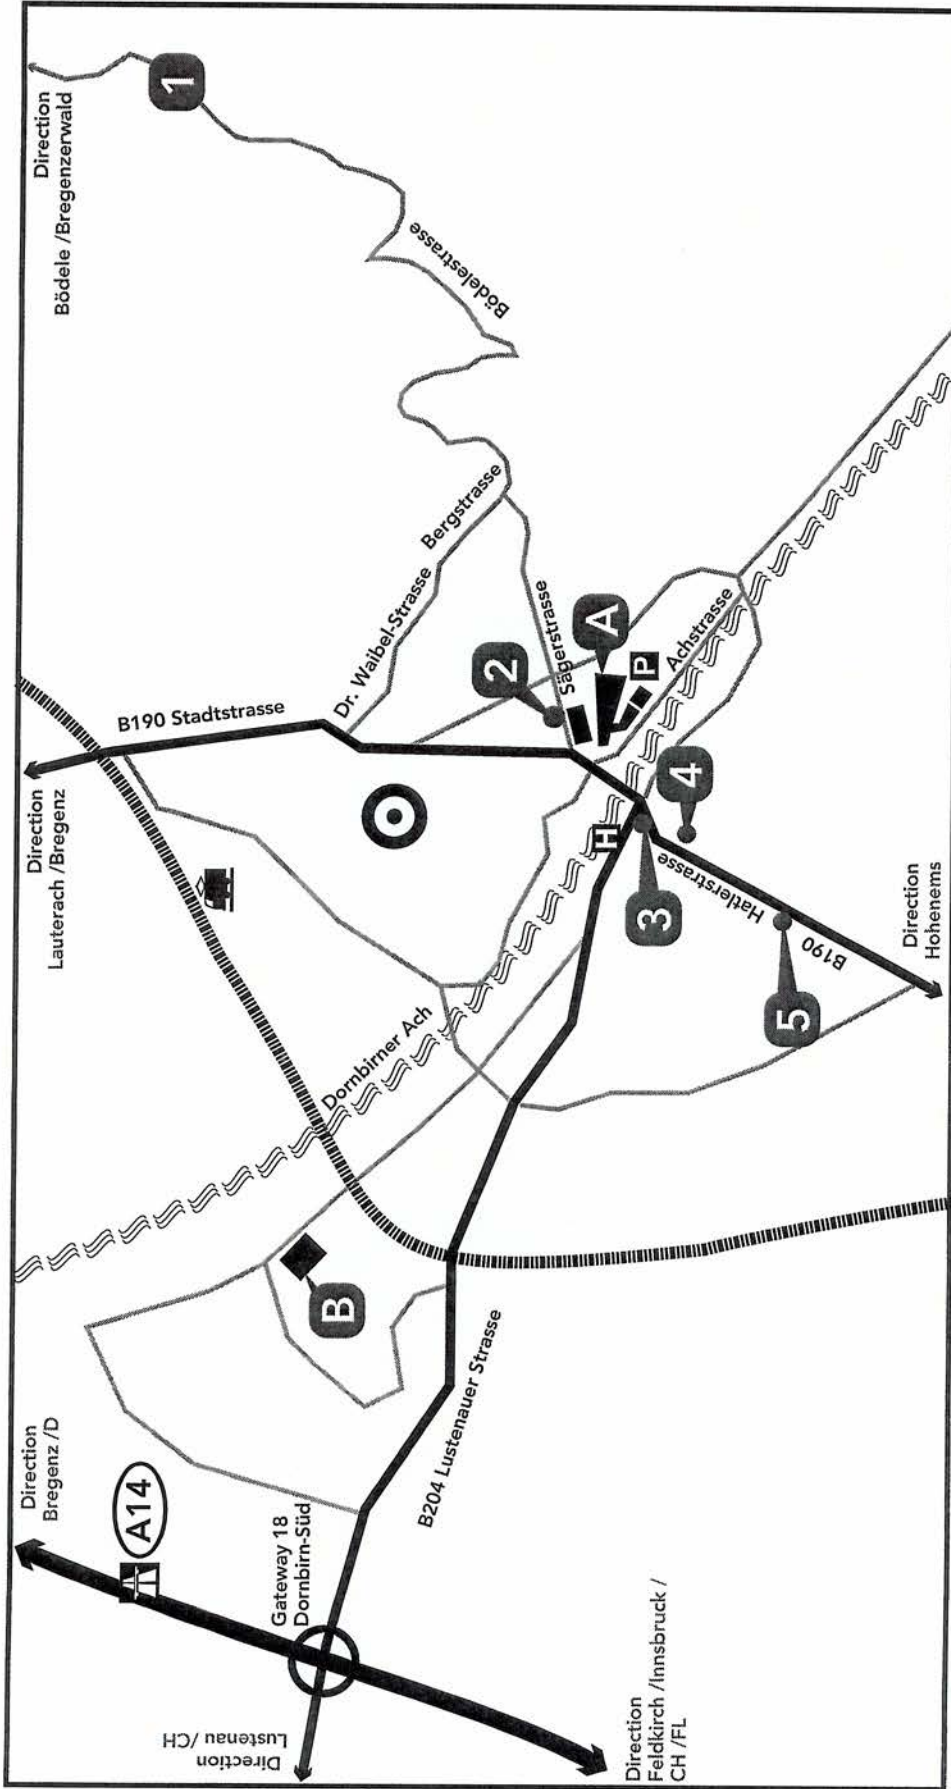 Direction
Lustenau /CH
Direction
Bregenz /D
A14
Gateway 18
Dornbirn-Süd
Direction
Feldkirch /Innsbruck /
CH /FL
B204 Lustenauer Strasse
B
Dornbirner Ach
Direction
Lauterach /Bregenz
B190 Stadtstrasse
Dr. Waibel-Strasse
Bergstrasse
Bödelestrasse
Direction
Bödele /Bregenzerwald
1
2
Sägerstrasse
A
P
Achstrasse
H
3
4
Hatlerstrasse
B190
5
Direction
Hohenems